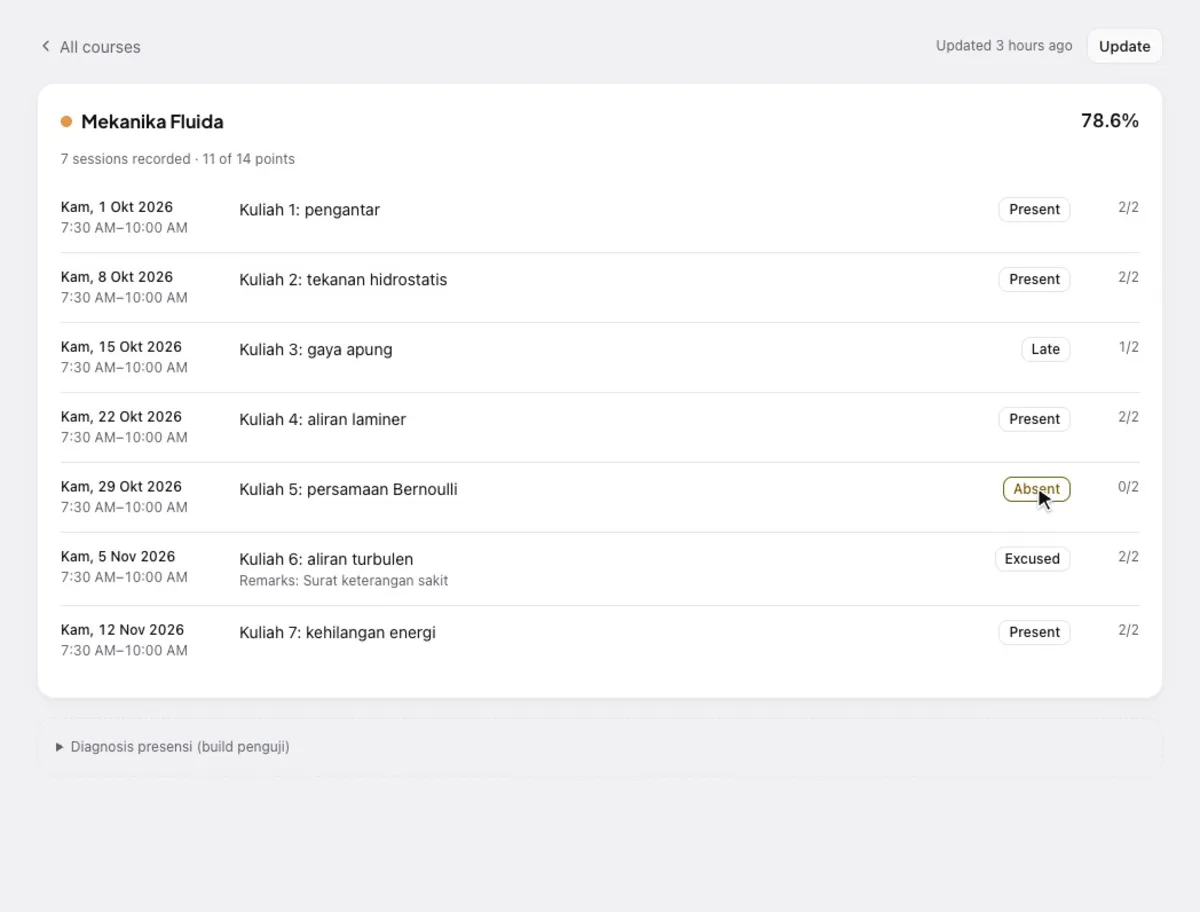 All courses
Updated 3 hours ago
Update
Mekanika Fluida
78.6%
7 sessions recorded · 11 of 14 points
Kam, 1 Okt 2026
7:30 AM–10:00 AM
Kuliah 1: pengantar
Present
2/2
Kam, 8 Okt 2026
7:30 AM–10:00 AM
Kuliah 2: tekanan hidrostatis
Present
2/2
Kam, 15 Okt 2026
7:30 AM–10:00 AM
Kuliah 3: gaya apung
Late
1/2
Kam, 22 Okt 2026
7:30 AM–10:00 AM
Kuliah 4: aliran laminer
Present
2/2
Kam, 29 Okt 2026
7:30 AM–10:00 AM
Kuliah 5: persamaan Bernoulli
Absent
0/2
Kam, 5 Nov 2026
7:30 AM–10:00 AM
Kuliah 6: aliran turbulen
Remarks: Surat keterangan sakit
Excused
2/2
Kam, 12 Nov 2026
7:30 AM–10:00 AM
Kuliah 7: kehilangan energi
Present
2/2
Diagnosis presensi (build penguji)